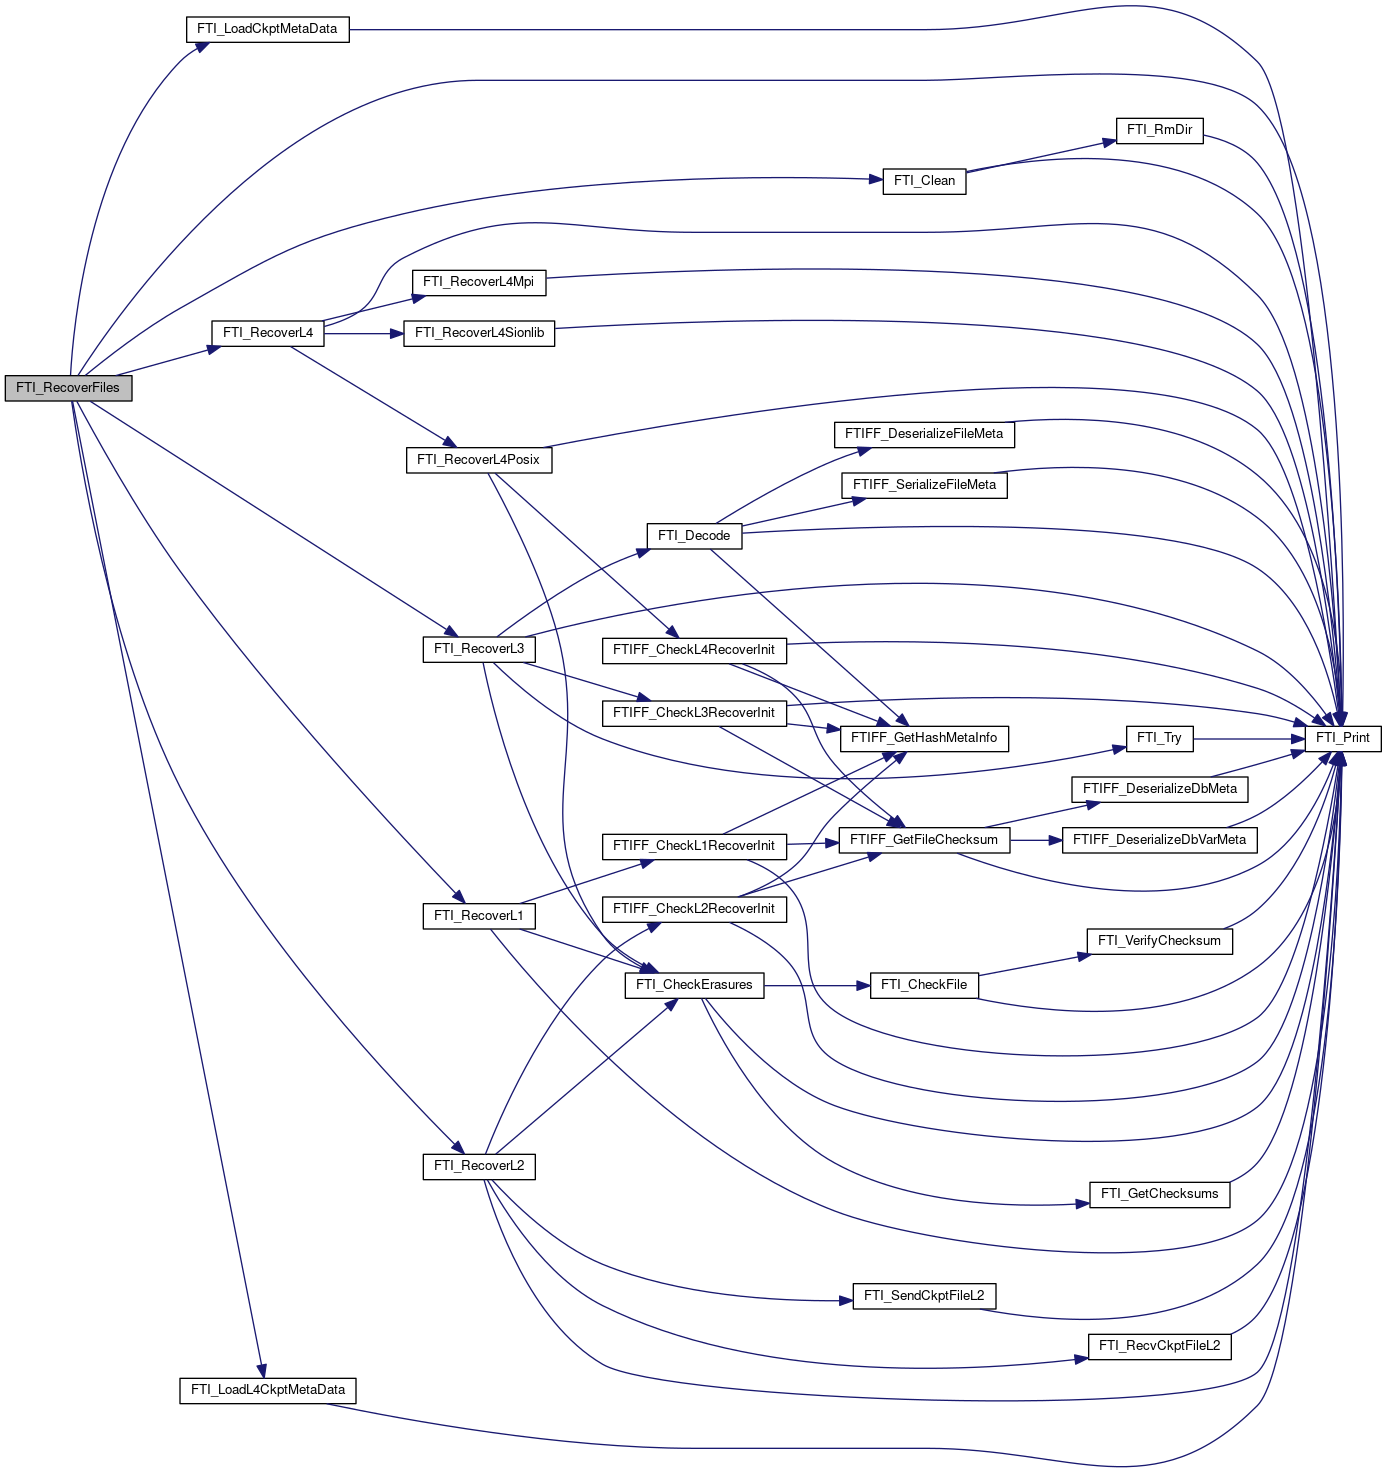 FTI_LoadCkptMetaData
FTI_RmDir
FTI_Clean
FTI_RecoverL4Mpi
FTI_RecoverL4
FTI_RecoverL4Sionlib
FTI_RecoverFiles
FTIFF_DeserializeFileMeta
FTI_RecoverL4Posix
FTIFF_SerializeFileMeta
FTI_Decode
FTI_RecoverL3
FTIFF_CheckL4RecoverInit
FTIFF_CheckL3RecoverInit
FTIFF_GetHashMetaInfo
FTI_Try
FTI_Print
FTIFF_DeserializeDbMeta
FTIFF_CheckL1RecoverInit
FTIFF_GetFileChecksum
FTIFF_DeserializeDbVarMeta
FTI_RecoverL1
FTIFF_CheckL2RecoverInit
FTI_VerifyChecksum
FTI_CheckErasures
FTI_CheckFile
FTI_RecoverL2
FTI_GetChecksums
FTI_SendCkptFileL2
FTI_RecvCkptFileL2
FTI_LoadL4CkptMetaData